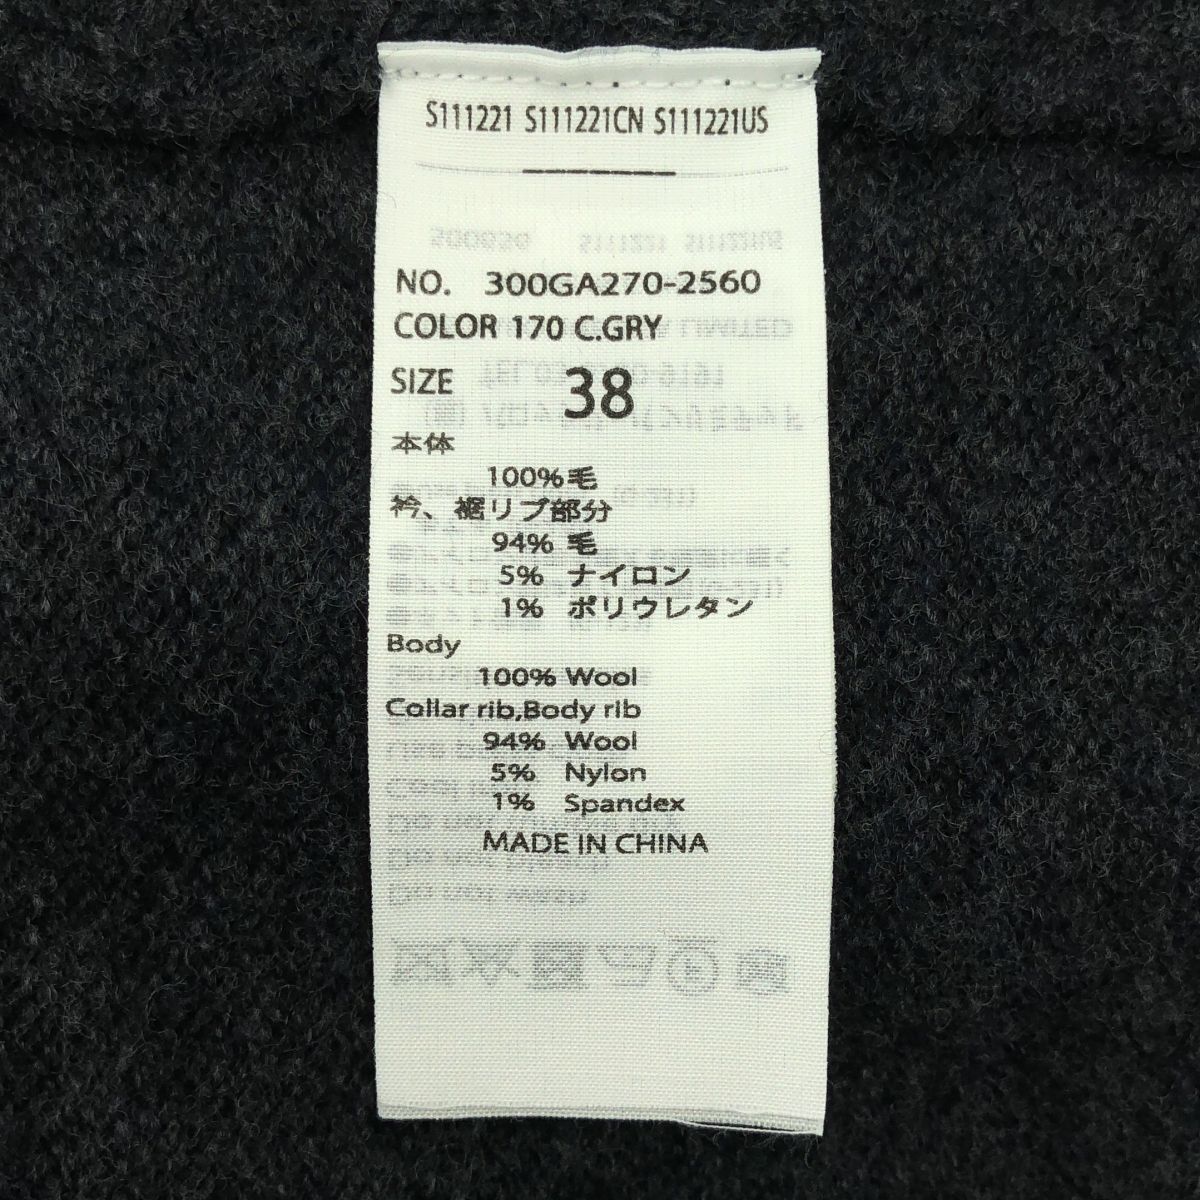 S111221 S111221CN S111221US
NO. 300GA270-2560
COLOR 170 C.GRY
SIZE 38
本体
100%毛
衿、裾リブ部分
94% 毛
5% ナイロン
1% ポリウレタン
Body
100% Wool
Collar rib,Body rib
94% Wool
5% Nylon
1% Spandex
MADE IN CHINA